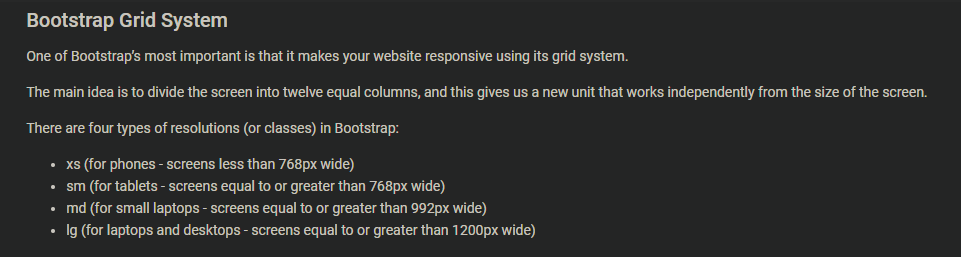 Bootstrap Grid System
One of Bootstrap’s most important is that it makes your website responsive using its grid system.
The main idea is to divide the screen into twelve equal columns, and this gives us a new unit that works independently from the size of the screen.
There are four types of resolutions (or classes) in Bootstrap:
• xs (for phones - screens less than 768px wide)
• sm (for tablets - screens equal to or greater than 768px wide)
• md (for small laptops - screens equal to or greater than 992px wide)
• lg (for laptops and desktops - screens equal to or greater than 1200px wide)